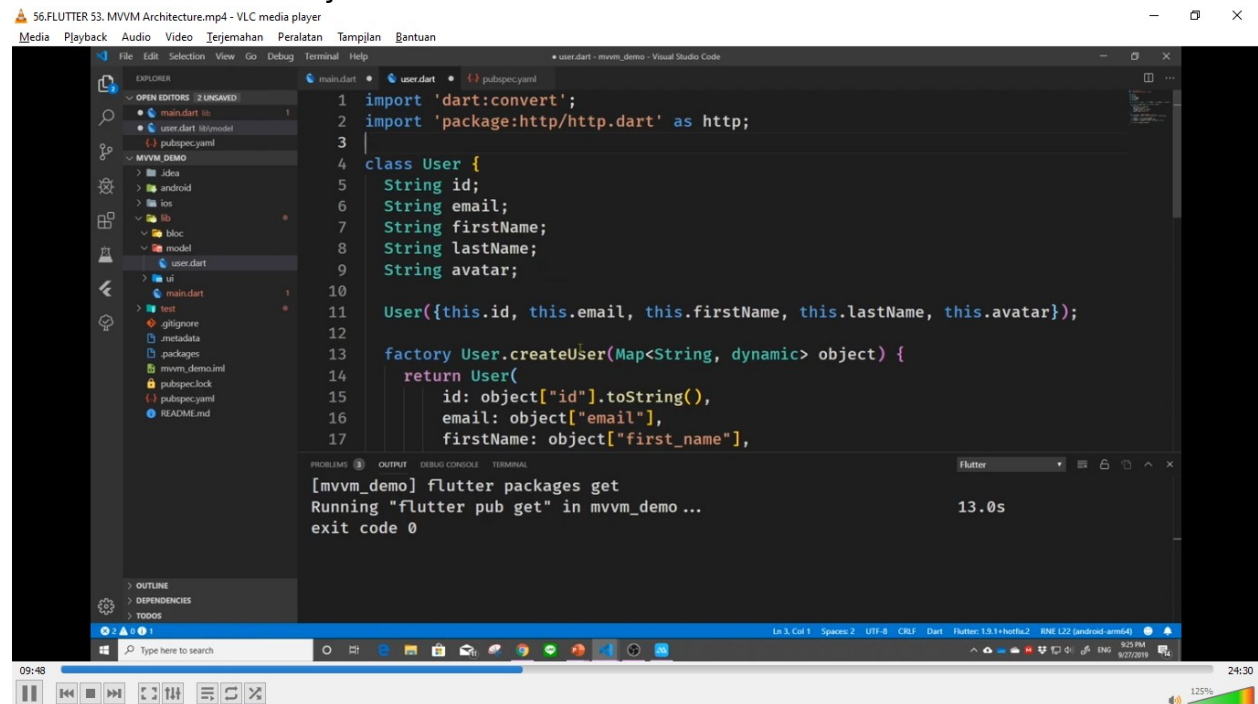 56.FLUTTER 53. MVVM Architecture.mp4 - VLC media player
Media Playback Audio Video Terjemahan Peralatan Tampilan Bantuan
File Edit Selection View Go Debug Terminal Help
● user.dart - mvvm_demo - Visual Studio Code
EXPLORER
OPEN EDITORS 2 UNSAVED
main.dart lib 1
user.dart lib\model
{..} pubspec.yaml
MVVM_DEMO
.idea
android
ios
lib
bloc
model
user.dart
ui
main.dart 1
test
.gitignore
.metadata
.packages
mvvm_demo.iml
pubspec.lock
{..} pubspec.yaml
README.md
OUTLINE
DEPENDENCIES
TODOS
main.dart ● user.dart ● {..} pubspec.yaml
1 import 'dart:convert';
2 import 'package:http/http.dart' as http;
3
4 class User {
5 String id;
6 String email;
7 String firstName;
8 String lastName;
9 String avatar;
10
11 User({this.id, this.email, this.firstName, this.lastName, this.avatar});
12
13 factory User.createUser(Map<String, dynamic> object) {
14 return User(
15 id: object["id"].toString(),
16 email: object["email"],
17 firstName: object["first_name"],
PROBLEMS 3 OUTPUT DEBUG CONSOLE TERMINAL Flutter
[mvvm_demo] flutter packages get
Running "flutter pub get" in mvvm_demo... 13.0s
exit code 0
2 0 1 Ln 3, Col 1 Spaces: 2 UTF-8 CRLF Dart Flutter: 1.9.1+hotfix.2 RNE L22 (android-arm64)
Type here to search ENG 9:25 PM
9/27/2019
09:48 24:30
125%